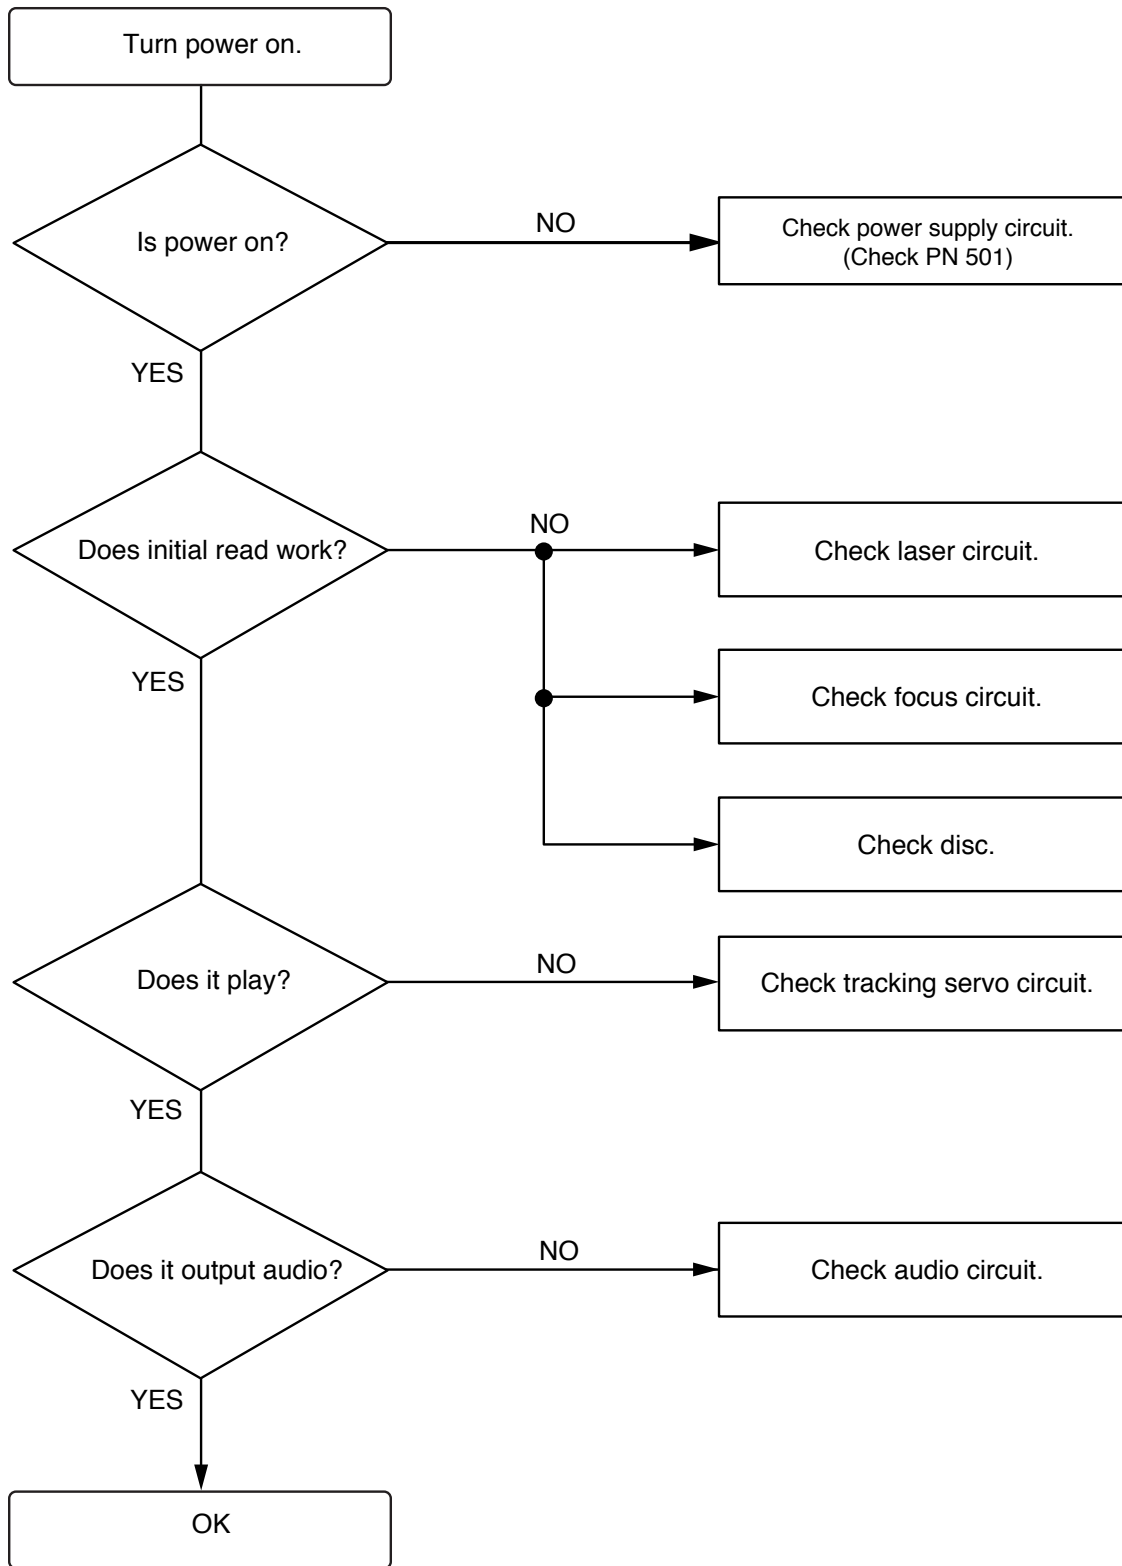 Turn power on.
Is power on?
NO
Check power supply circuit.
(Check PN 501)
YES
Does initial read work?
NO
Check laser circuit.
Check focus circuit.
Check disc.
YES
Does it play?
NO
Check tracking servo circuit.
YES
Does it output audio?
NO
Check audio circuit.
YES
OK